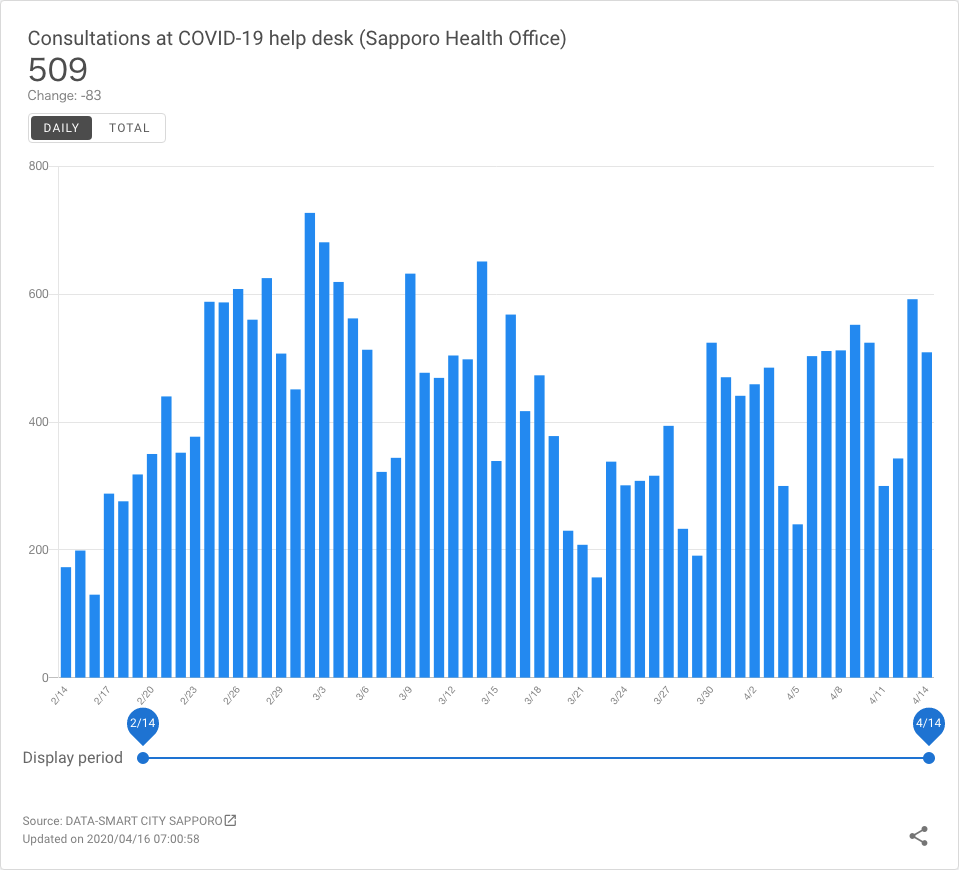 Consultations at COVID-19 help desk (Sapporo Health Office)
509
Change: -83
DAILY TOTAL
800
600
400
200
0
2/14 2/17 2/20 2/23 2/26 2/29 3/3 3/6 3/9 3/12 3/15 3/18 3/21 3/24 3/27 3/30 4/2 4/5 4/8 4/11 4/14
2/14 4/14
Display period
Source: DATA-SMART CITY SAPPORO
Updated on 2020/04/16 07:00:58